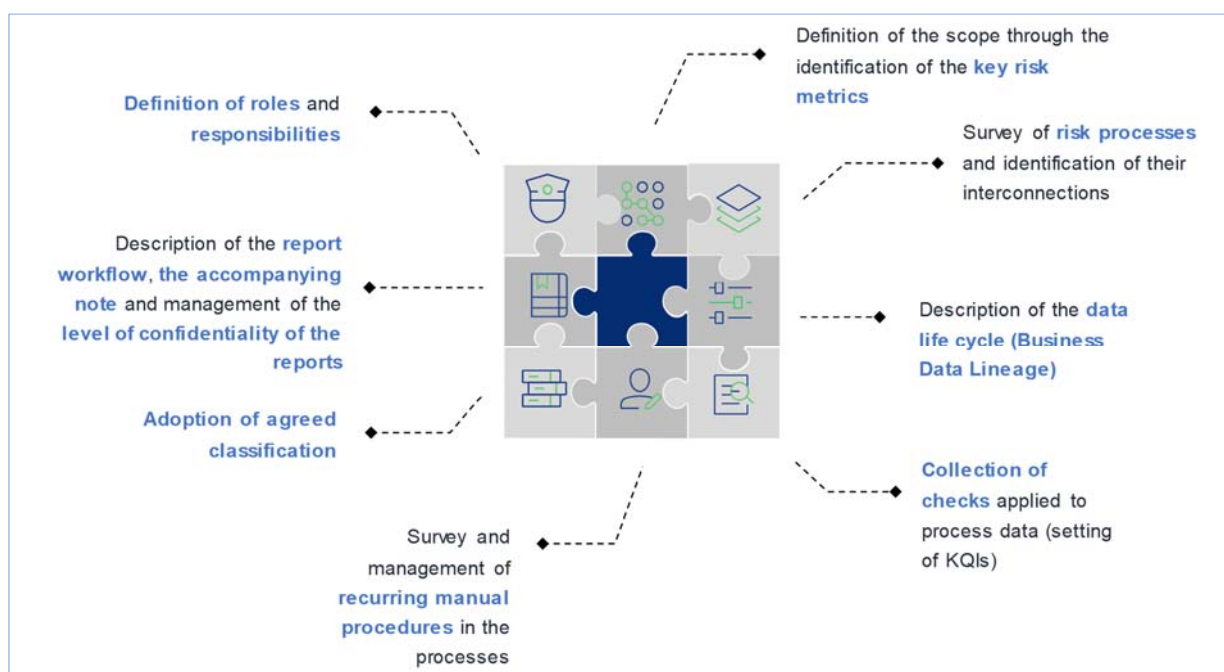 Definition of the scope through the
identification of the key risk
metrics
Definition of roles and
responsibilities
Survey of risk processes
and identification of their
interconnections
Description of the report
workflow, the accompanying
note and management of the
level of confidentiality of the
reports
Description of the data
life cycle (Business
Data Lineage)
Adoption of agreed
classification
Collection of
checks applied to
process data (setting
of KQIs)
Survey and
management of
recurring manual
procedures in the
processes